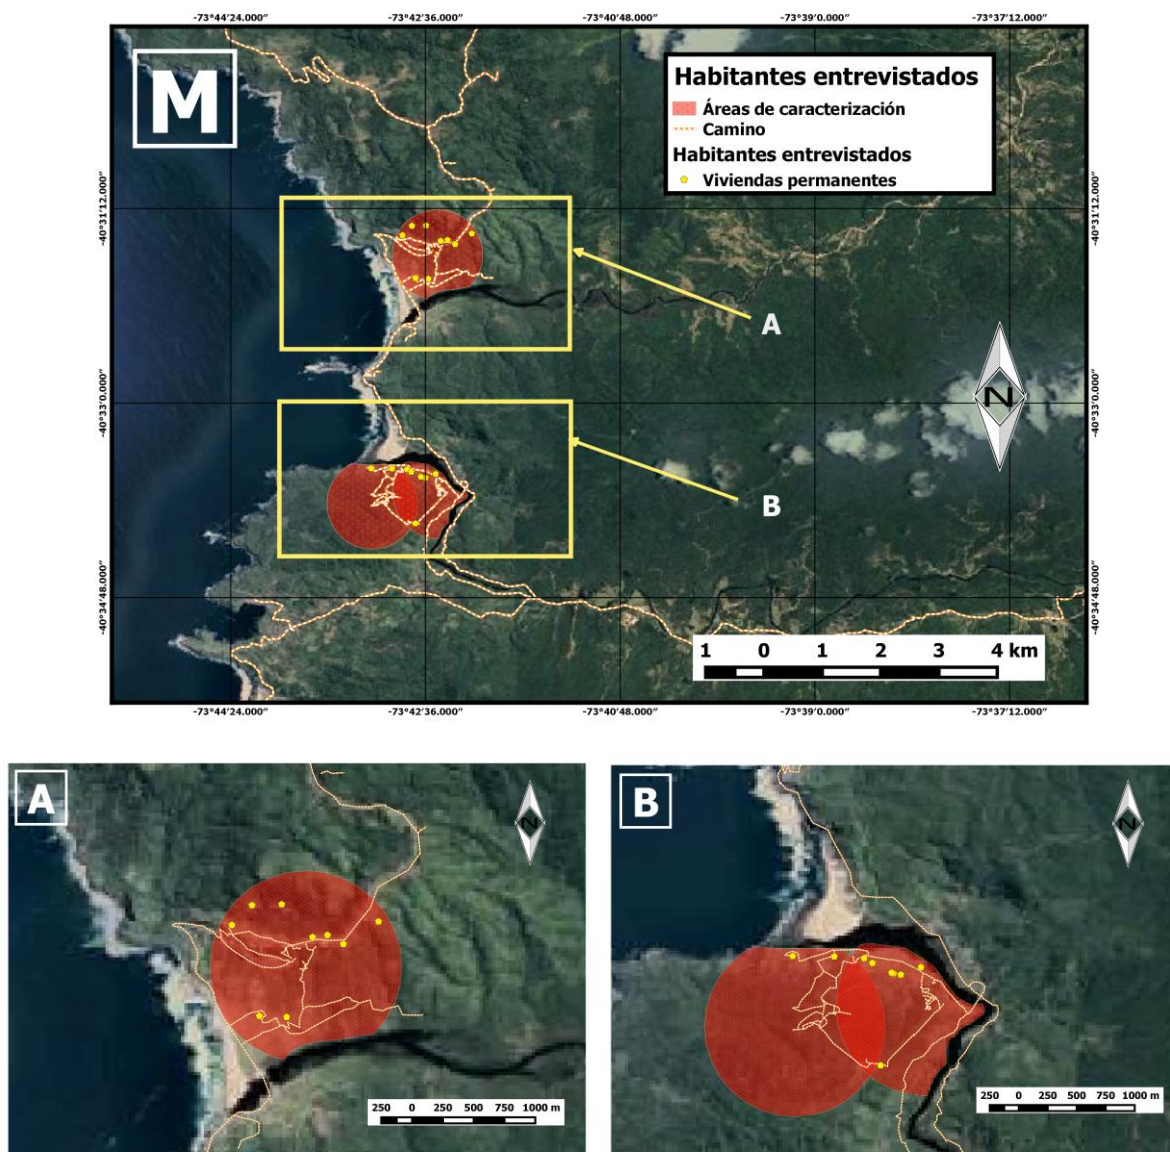 -73°44′24.000″ -73°42′36.000″ -73°40′48.000″ -73°39′0.000″ -73°37′12.000″
M
Habitantes entrevistados
Áreas de caracterización
Camino
Habitantes entrevistados
Viviendas permanentes
-40°31′12.000″ -40°31′12.000″
A
N
-40°33′0.000″ -40°33′0.000″
B
-40°34′48.000″ -40°34′48.000″
1 0 1 2 3 4 km
-73°44′24.000″ -73°42′36.000″ -73°40′48.000″ -73°39′0.000″ -73°37′12.000″
A
N
250 0 250 500 750 1000 m
B
N
250 0 250 500 750 1000 m